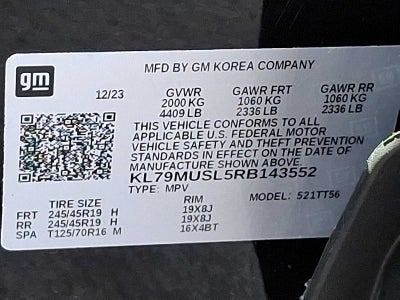 gm
MFD BY GM KOREA COMPANY
12/23 GVWR GAWR FRT GAWR RR
2000 KG 1060 KG 1060 KG
4409 LB 2336 LB 2336 LB
THIS VEHICLE CONFORMS TO ALL
APPLICABLE U.S. FEDERAL MOTOR
VEHICLE SAFETY AND THEFT PREVENTION
STANDARDS IN EFFECT ON THE DATE OF
MANUFACTURE SHOWN ABOVE.
KL79MUSL5RB143552
TYPE: MPV MODEL: 521TT56
TIRE SIZE RIM
FRT 245/45R19 H 19X8J
RR 245/45R19 H 19X8J
SPA T125/70R16 M 16X4BT